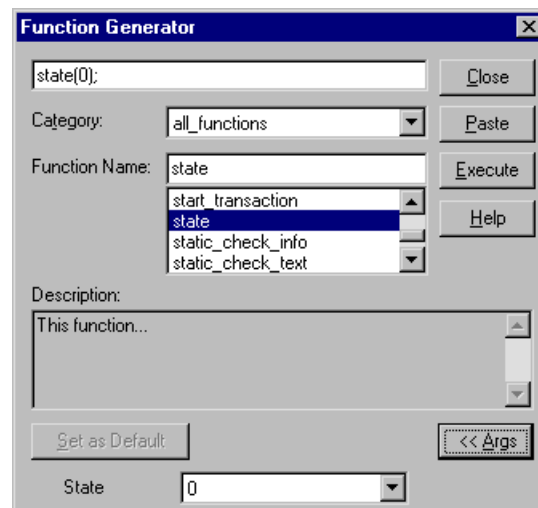 Function Generator
state(0);
Close
Category:
all_functions
Paste
Function Name:
state
Execute
start_transaction
state
static_check_info
static_check_text
Help
Description:
This function...
Set as Default
<< Args
State
0